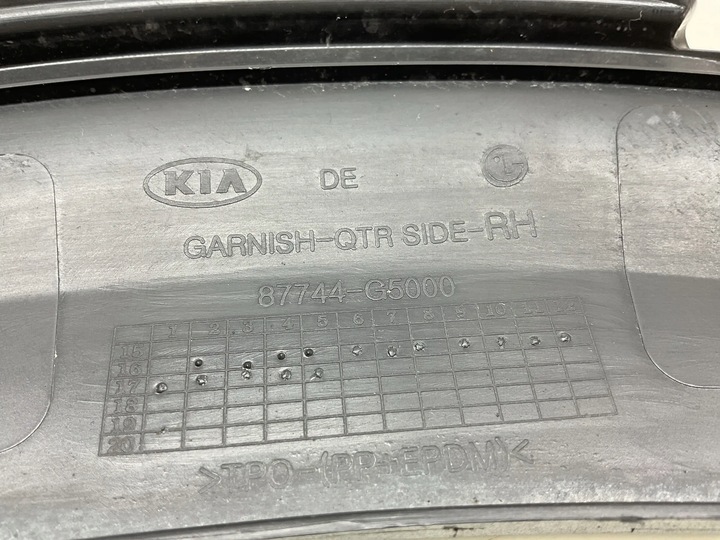 KIA DE
GARNISH-QTR SIDE-RH
87744-G5000
1 2 3 4 5 6 7 8 9 10 11 12
15
16
17
18
19
20
>TPO-(PP+EPDM)<